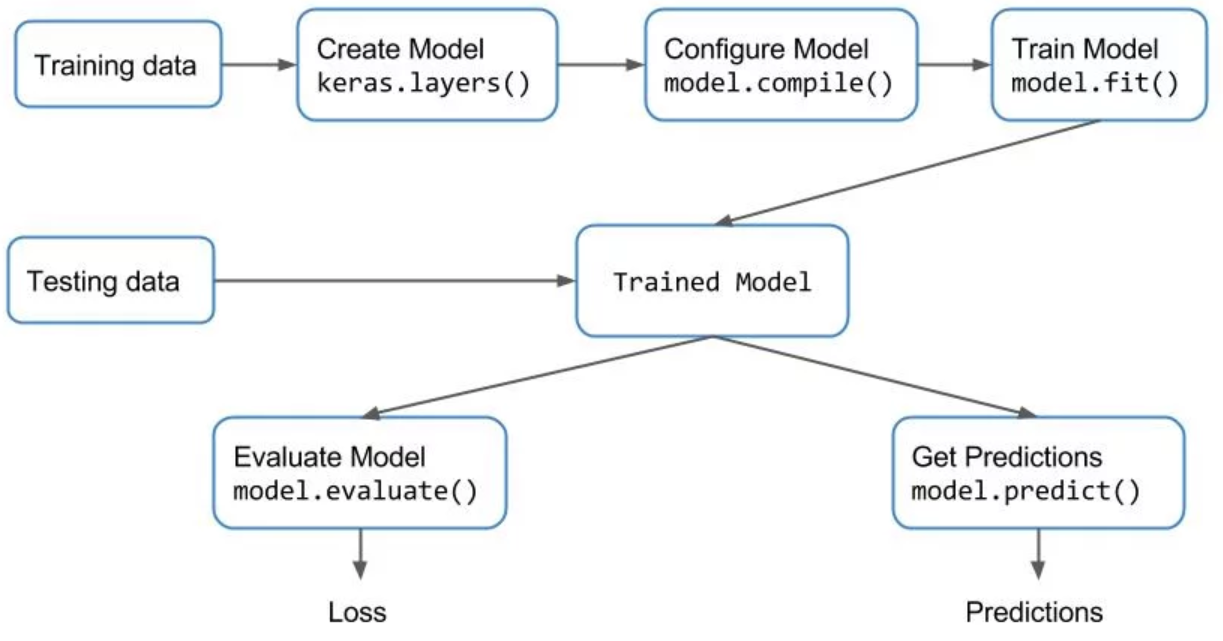 Training data
Create Model
keras.layers()
Configure Model
model.compile()
Train Model
model.fit()
Testing data
Trained Model
Evaluate Model
model.evaluate()
Get Predictions
model.predict()
Loss
Predictions